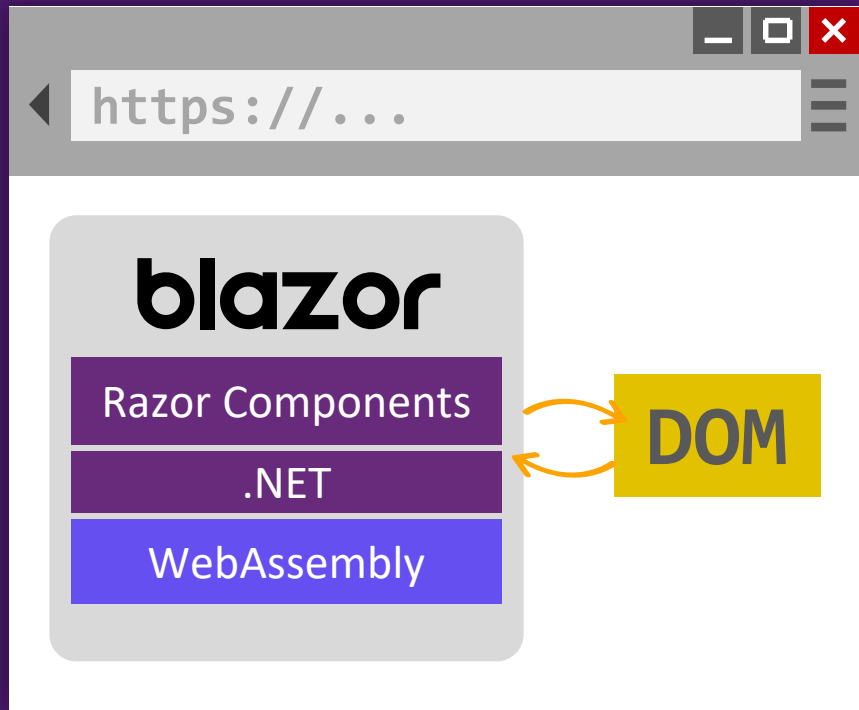 https://...
blazor
Razor Components
.NET
WebAssembly
DOM